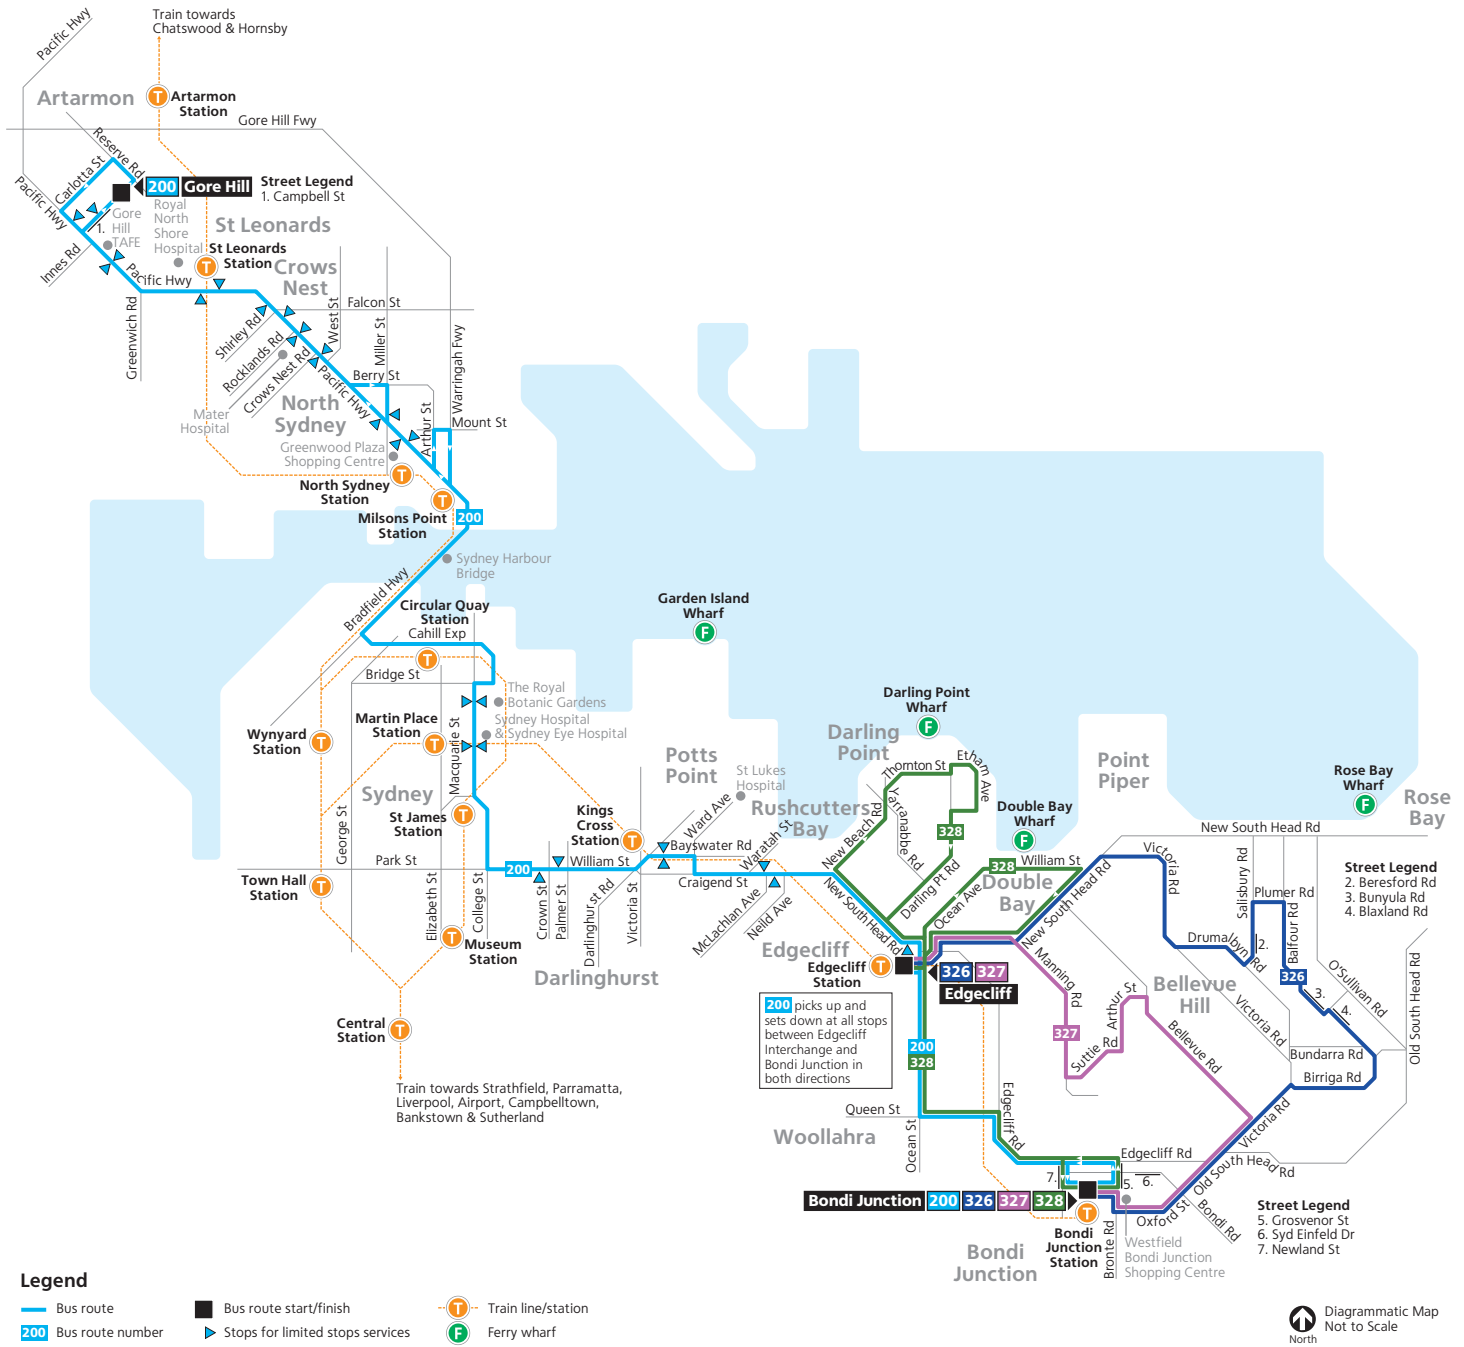 Pacific Hwy
Train towards
Chatswood & Hornsby
Artarmon
Artarmon
Station
Gore Hill Fwy
Reserve Rd
Carlotta St
Pacific Hwy
200 Gore Hill
Street Legend
1. Campbell St
1.
Gore
Hill
TAFE
Royal
North
Shore
Hospital
St Leonards
St Leonards
Station
Innes Rd
Pacific Hwy
Crows
Nest
Greenwich Rd
Falcon St
Shirley Rd
Rocklands Rd
Crows Nest Rd
West St
Miller St
Warringah Fwy
Pacific Hwy
Berry St
Arthur St
Mount St
Mater
Hospital
North
Sydney
Greenwood Plaza
Shopping Centre
North Sydney
Station
Milsons Point
Station
200
Sydney Harbour
Bridge
Bradfield Hwy
Circular Quay
Station
Cahill Exp
Garden Island
Wharf
Bridge St
The Royal
Botanic Gardens
Sydney Hospital
& Sydney Eye Hospital
Wynyard
Station
Martin Place
Station
Macquarie St
Sydney
St James
Station
George St
Park St
Town Hall
Station
Elizabeth St
College St
Museum
Station
Central
Station
Train towards Strathfield, Parramatta,
Liverpool, Airport, Campbelltown,
Bankstown & Sutherland
200
Crown St
Palmer St
William St
Darlinghurst Rd
Victoria St
Darlinghurst
Kings
Cross
Station
Potts
Point
St Lukes
Hospital
Ward Ave
Bayswater Rd
Craigend St
Waratah St
McLachlan Ave
Neild Ave
Rushcutters
Bay
Darling Point
Wharf
Darling
Point
Thornton St
Etham Ave
New Beach Rd
Yarranabbe Rd
328
Darling Pt Rd
Double Bay
Wharf
328
William St
Ocean Ave
Double
Bay
New South Head Rd
New South Head Rd
Point
Piper
Rose Bay
Wharf
Rose
Bay
New South Head Rd
Victoria Rd
Salisbury Rd
Plumer Rd
Street Legend
2. Beresford Rd
3. Bunyula Rd
4. Blaxland Rd
Drumalbyn Rd
2.
Balfour Rd
326
3.
4.
O'Sullivan Rd
Old South Head Rd
Victoria Rd
Bundarra Rd
Birriga Rd
Bellevue
Hill
Edgecliff
Edgecliff
Station
326 327
Edgecliff
Manning Rd
327
Suttie Rd
Arthur St
Bellevue Rd
200 picks up and
sets down at all stops
between Edgecliff
Interchange and
Bondi Junction in
both directions
200
328
Queen St
Woollahra
Ocean St
Edgecliff Rd
Edgecliff Rd
Victoria Rd
Old South Head Rd
7.
5.
6.
Bondi Junction 200 326 327 328
Oxford St
Bondi Rd
Bondi
Junction
Station
Bronte Rd
Westfield
Bondi Junction
Shopping Centre
Bondi
Junction
Street Legend
5. Grosvenor St
6. Syd Einfeld Dr
7. Newland St
Legend
Bus route
200 Bus route number
Bus route start/finish
Stops for limited stops services
T Train line/station
F Ferry wharf
North
Diagrammatic Map
Not to Scale